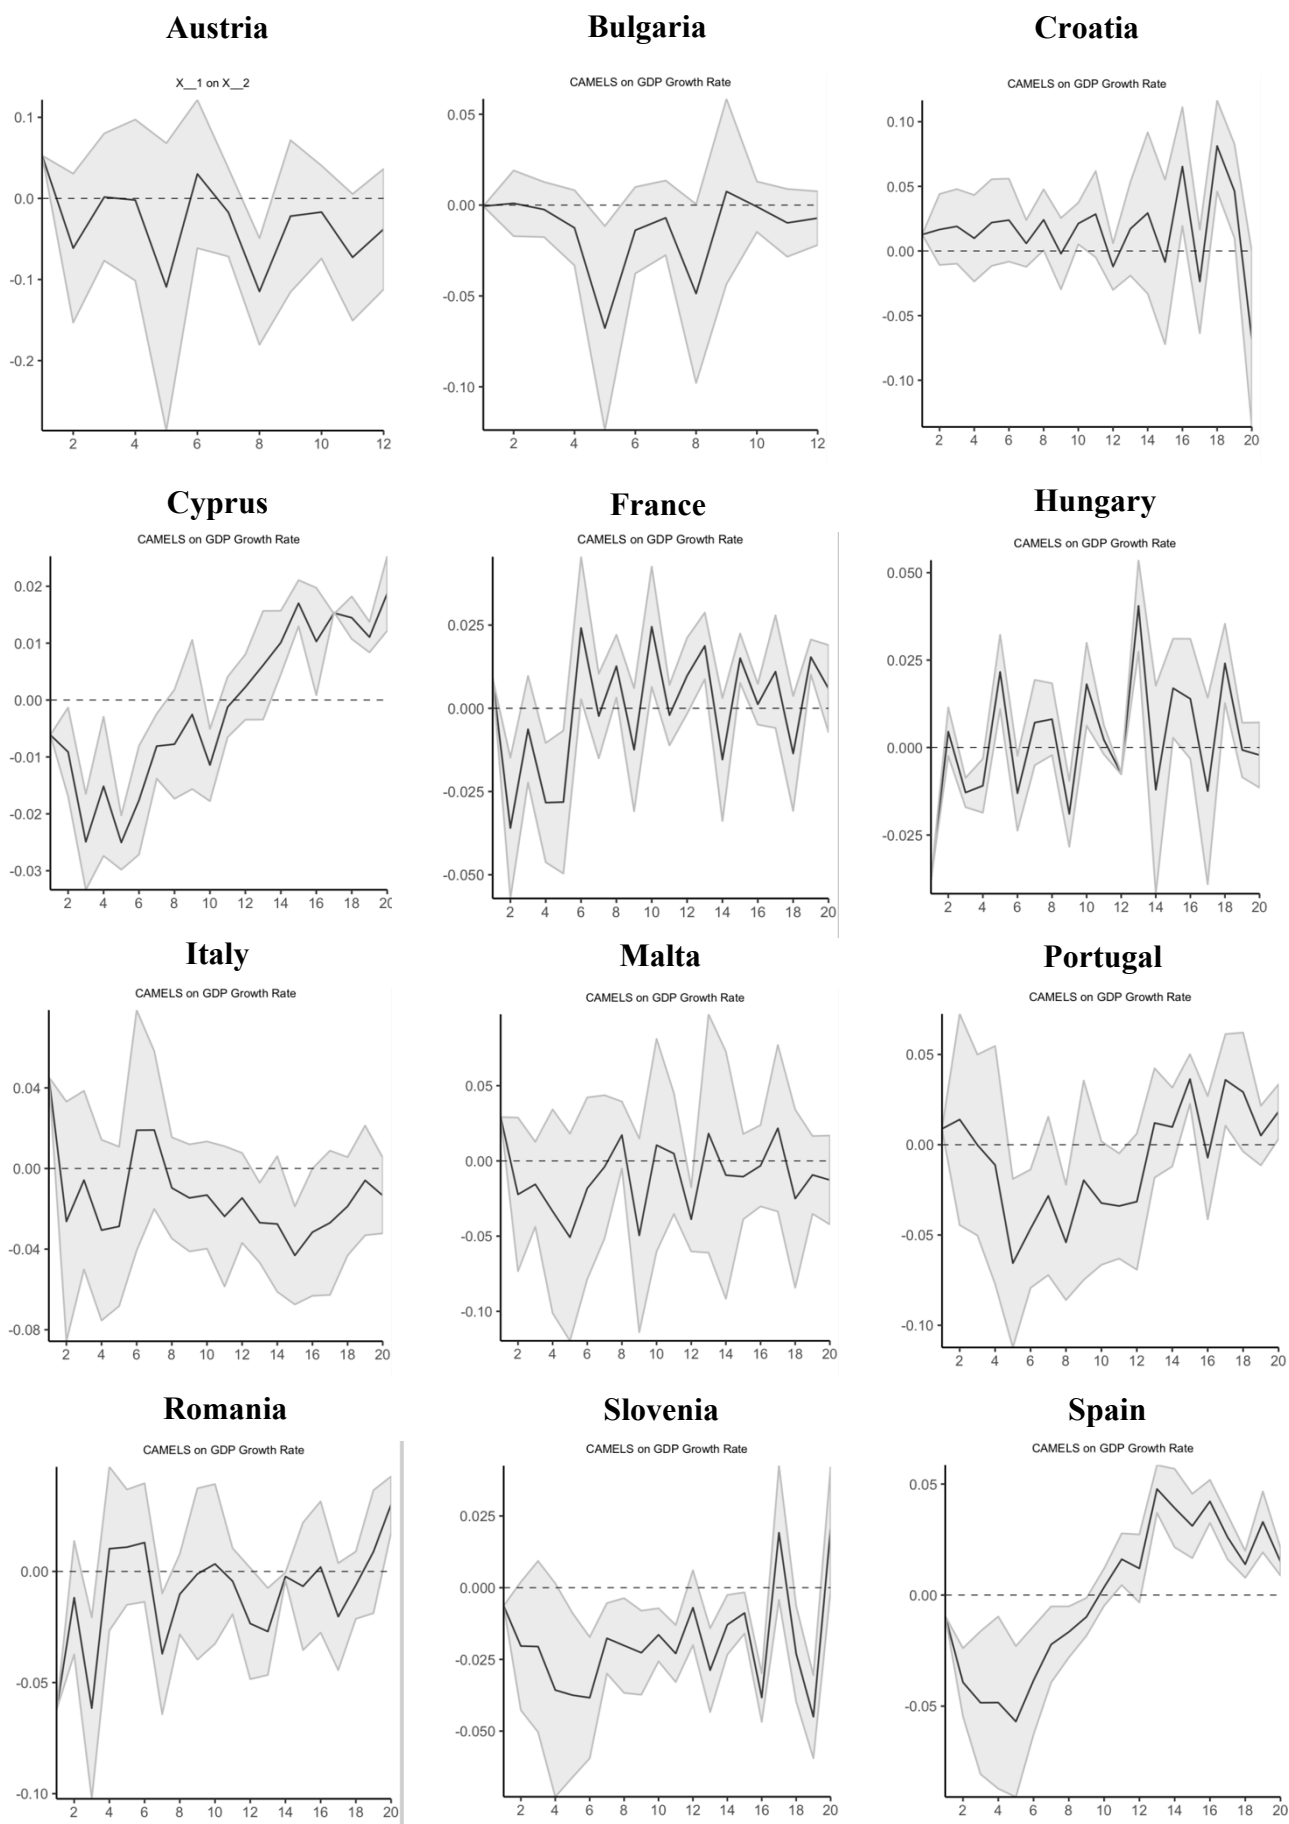 Austria
X__1 on X__2
0.1
0.0
-0.1
-0.2
2 4 6 8 10 12
Bulgaria
CAMELS on GDP Growth Rate
0.05
0.00
-0.05
-0.10
2 4 6 8 10 12
Croatia
CAMELS on GDP Growth Rate
0.10
0.05
0.00
-0.05
-0.10
2 4 6 8 10 12 14 16 18 20
Cyprus
CAMELS on GDP Growth Rate
0.02
0.01
0.00
-0.01
-0.02
-0.03
2 4 6 8 10 12 14 16 18 20
France
CAMELS on GDP Growth Rate
0.025
0.000
-0.025
-0.050
2 4 6 8 10 12 14 16 18 20
Hungary
CAMELS on GDP Growth Rate
0.050
0.025
0.000
-0.025
2 4 6 8 10 12 14 16 18 20
Italy
CAMELS on GDP Growth Rate
0.04
0.00
-0.04
-0.08
2 4 6 8 10 12 14 16 18 20
Malta
CAMELS on GDP Growth Rate
0.05
0.00
-0.05
-0.10
2 4 6 8 10 12 14 16 18 20
Portugal
CAMELS on GDP Growth Rate
0.05
0.00
-0.05
-0.10
2 4 6 8 10 12 14 16 18 20
Romania
CAMELS on GDP Growth Rate
0.00
-0.05
-0.10
2 4 6 8 10 12 14 16 18 20
Slovenia
CAMELS on GDP Growth Rate
0.025
0.000
-0.025
-0.050
2 4 6 8 10 12 14 16 18 20
Spain
CAMELS on GDP Growth Rate
0.05
0.00
-0.05
2 4 6 8 10 12 14 16 18 20